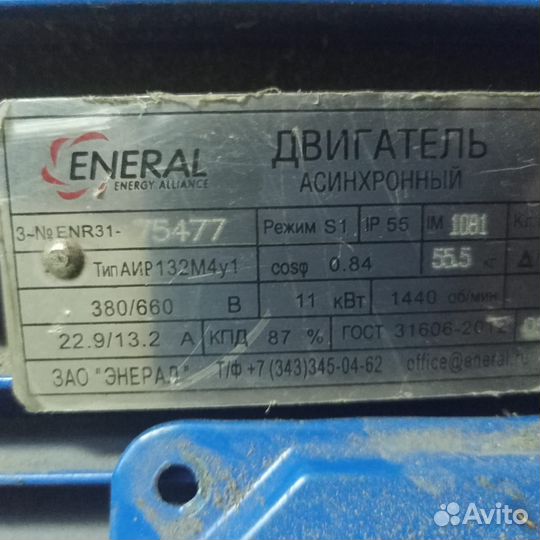 ENERAL
ENERGY ALLIANCE
ДВИГАТЕЛЬ
АСИНХРОННЫЙ
3~№ENR31- 75477 Режим S1 IP 55 IM 1081 Кл.
Тип АИР132М4у1 cosφ 0.84 55.5 кг Δ
380/660 В 11 кВт 1440 об/мин
22.9/13.2 А КПД 87 % ГОСТ 31606-2012
ЗАО "ЭНЕРАЛ" Т/Ф +7 (343)345-04-62 office@eneral.ru
Avito